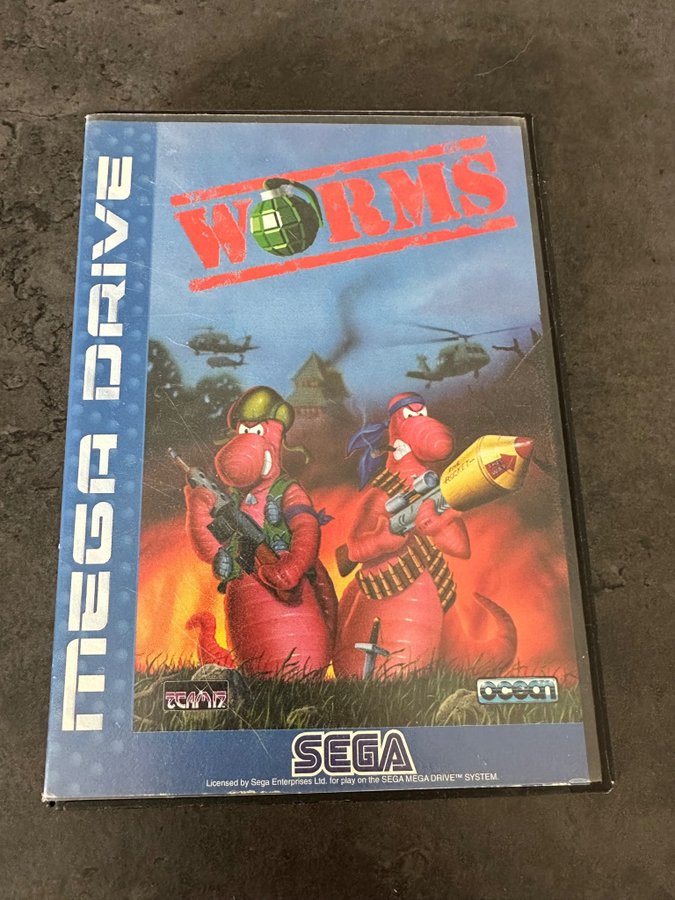 MEGA DRIVE
WORMS
TEAM17
ocean
SEGA
Licensed by Sega Enterprises Ltd. for play on the SEGA MEGA DRIVE™ SYSTEM.